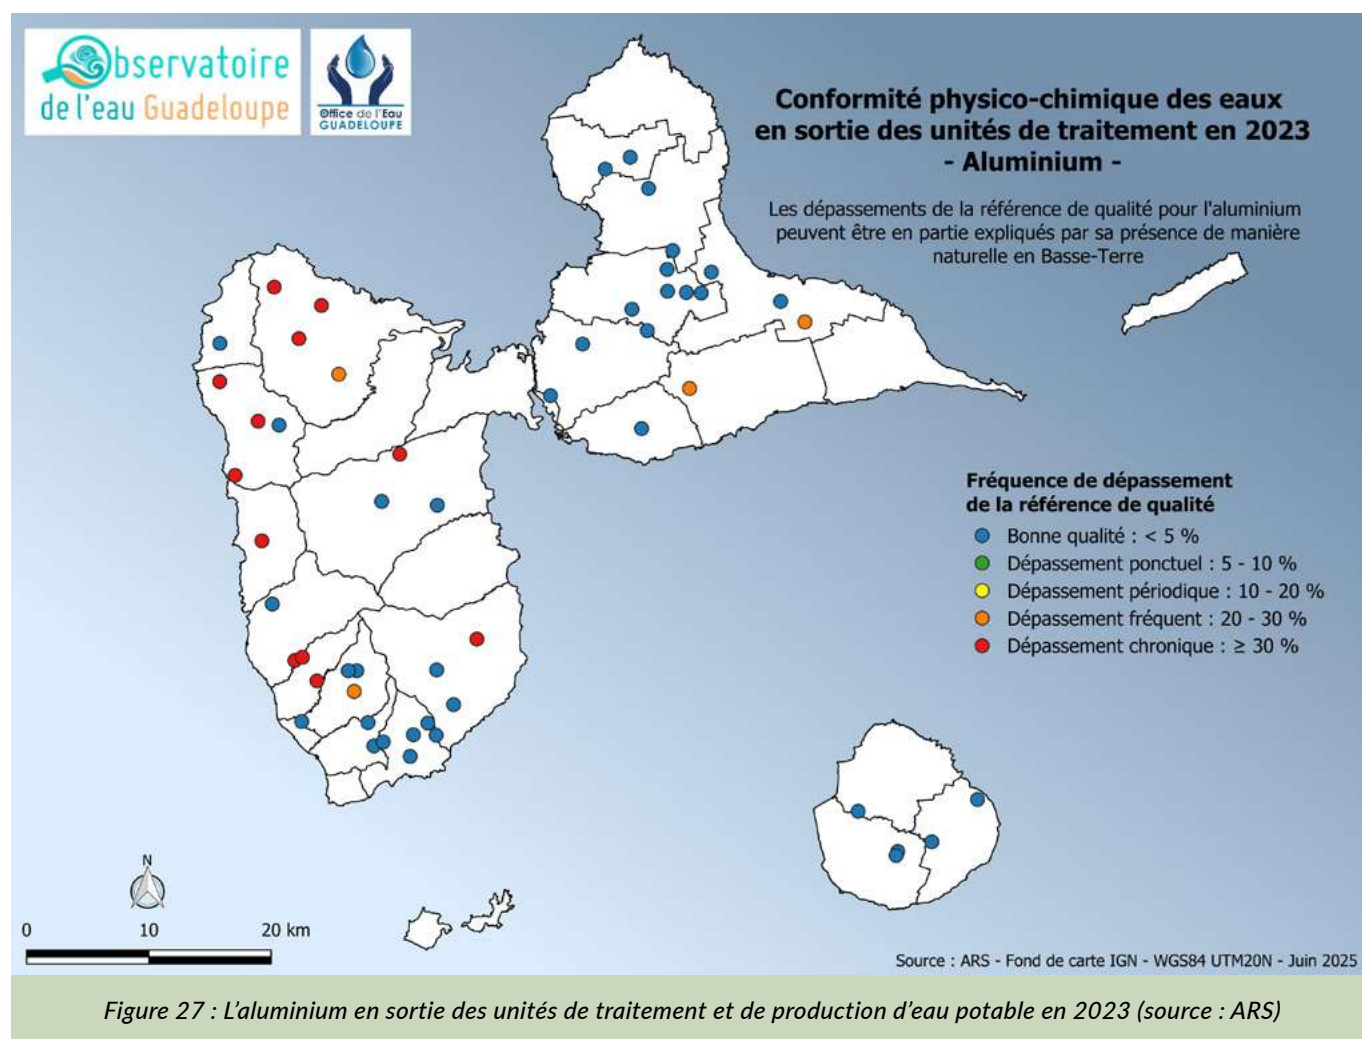 Observatoire
de l'eau Guadeloupe
Office de l'Eau
GUADELOUPE
Conformité physico-chimique des eaux
en sortie des unités de traitement en 2023
- Aluminium -
Les dépassements de la référence de qualité pour l'aluminium
peuvent être en partie expliqués par sa présence de manière
naturelle en Basse-Terre
Fréquence de dépassement
de la référence de qualité
Bonne qualité : < 5 %
Dépassement ponctuel : 5 - 10 %
Dépassement périodique : 10 - 20 %
Dépassement fréquent : 20 - 30 %
Dépassement chronique : ≥ 30 %
N
0 10 20 km
Source : ARS - Fond de carte IGN - WGS84 UTM20N - Juin 2025
Figure 27 : L'aluminium en sortie des unités de traitement et de production d'eau potable en 2023 (source : ARS)